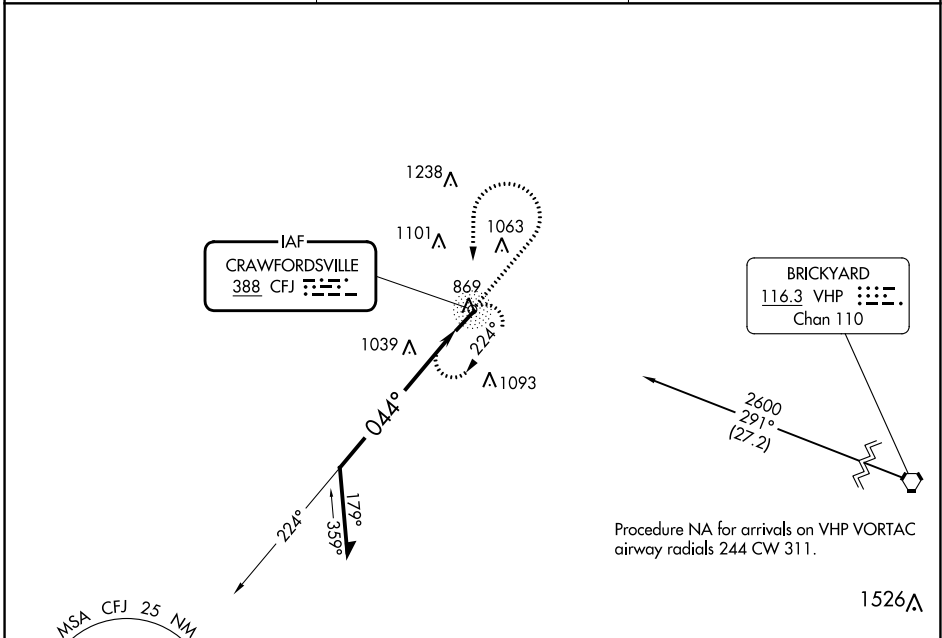 1238
1063
1101
IAF
CRAWFORDSVILLE
388 CFJ
869
BRICKYARD
116.3 VHP
Chan 110
224°
1039
1093
2600
291°
(27.2)
044°
179°
359°
224°
Procedure NA for arrivals on VHP VORTAC
airway radials 244 CW 311.
1526
MSA CFJ 25 NM